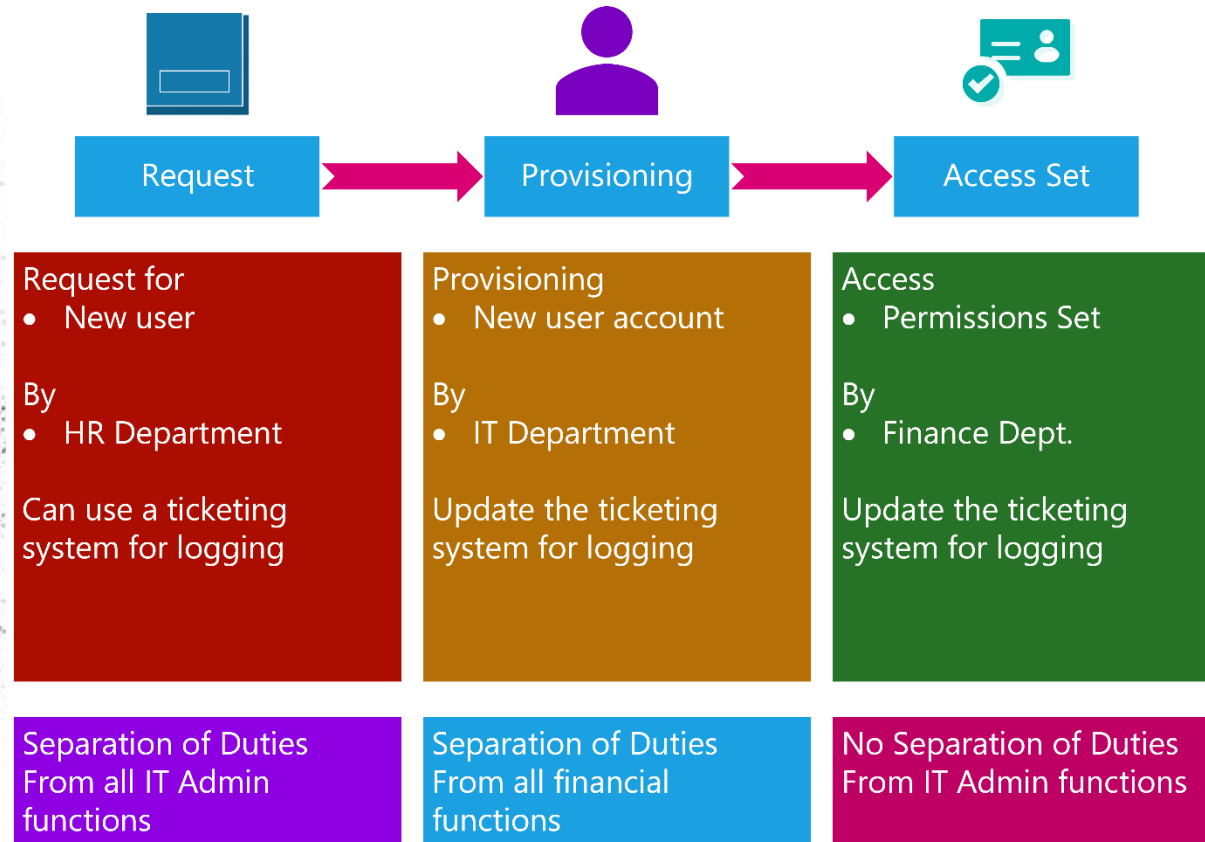 Request
Provisioning
Access Set
Request for
• New user
By
• HR Department
Can use a ticketing
system for logging
Provisioning
• New user account
By
• IT Department
Update the ticketing
system for logging
Access
• Permissions Set
By
• Finance Dept.
Update the ticketing
system for logging
Separation of Duties
From all IT Admin
functions
Separation of Duties
From all financial
functions
No Separation of Duties
From IT Admin functions